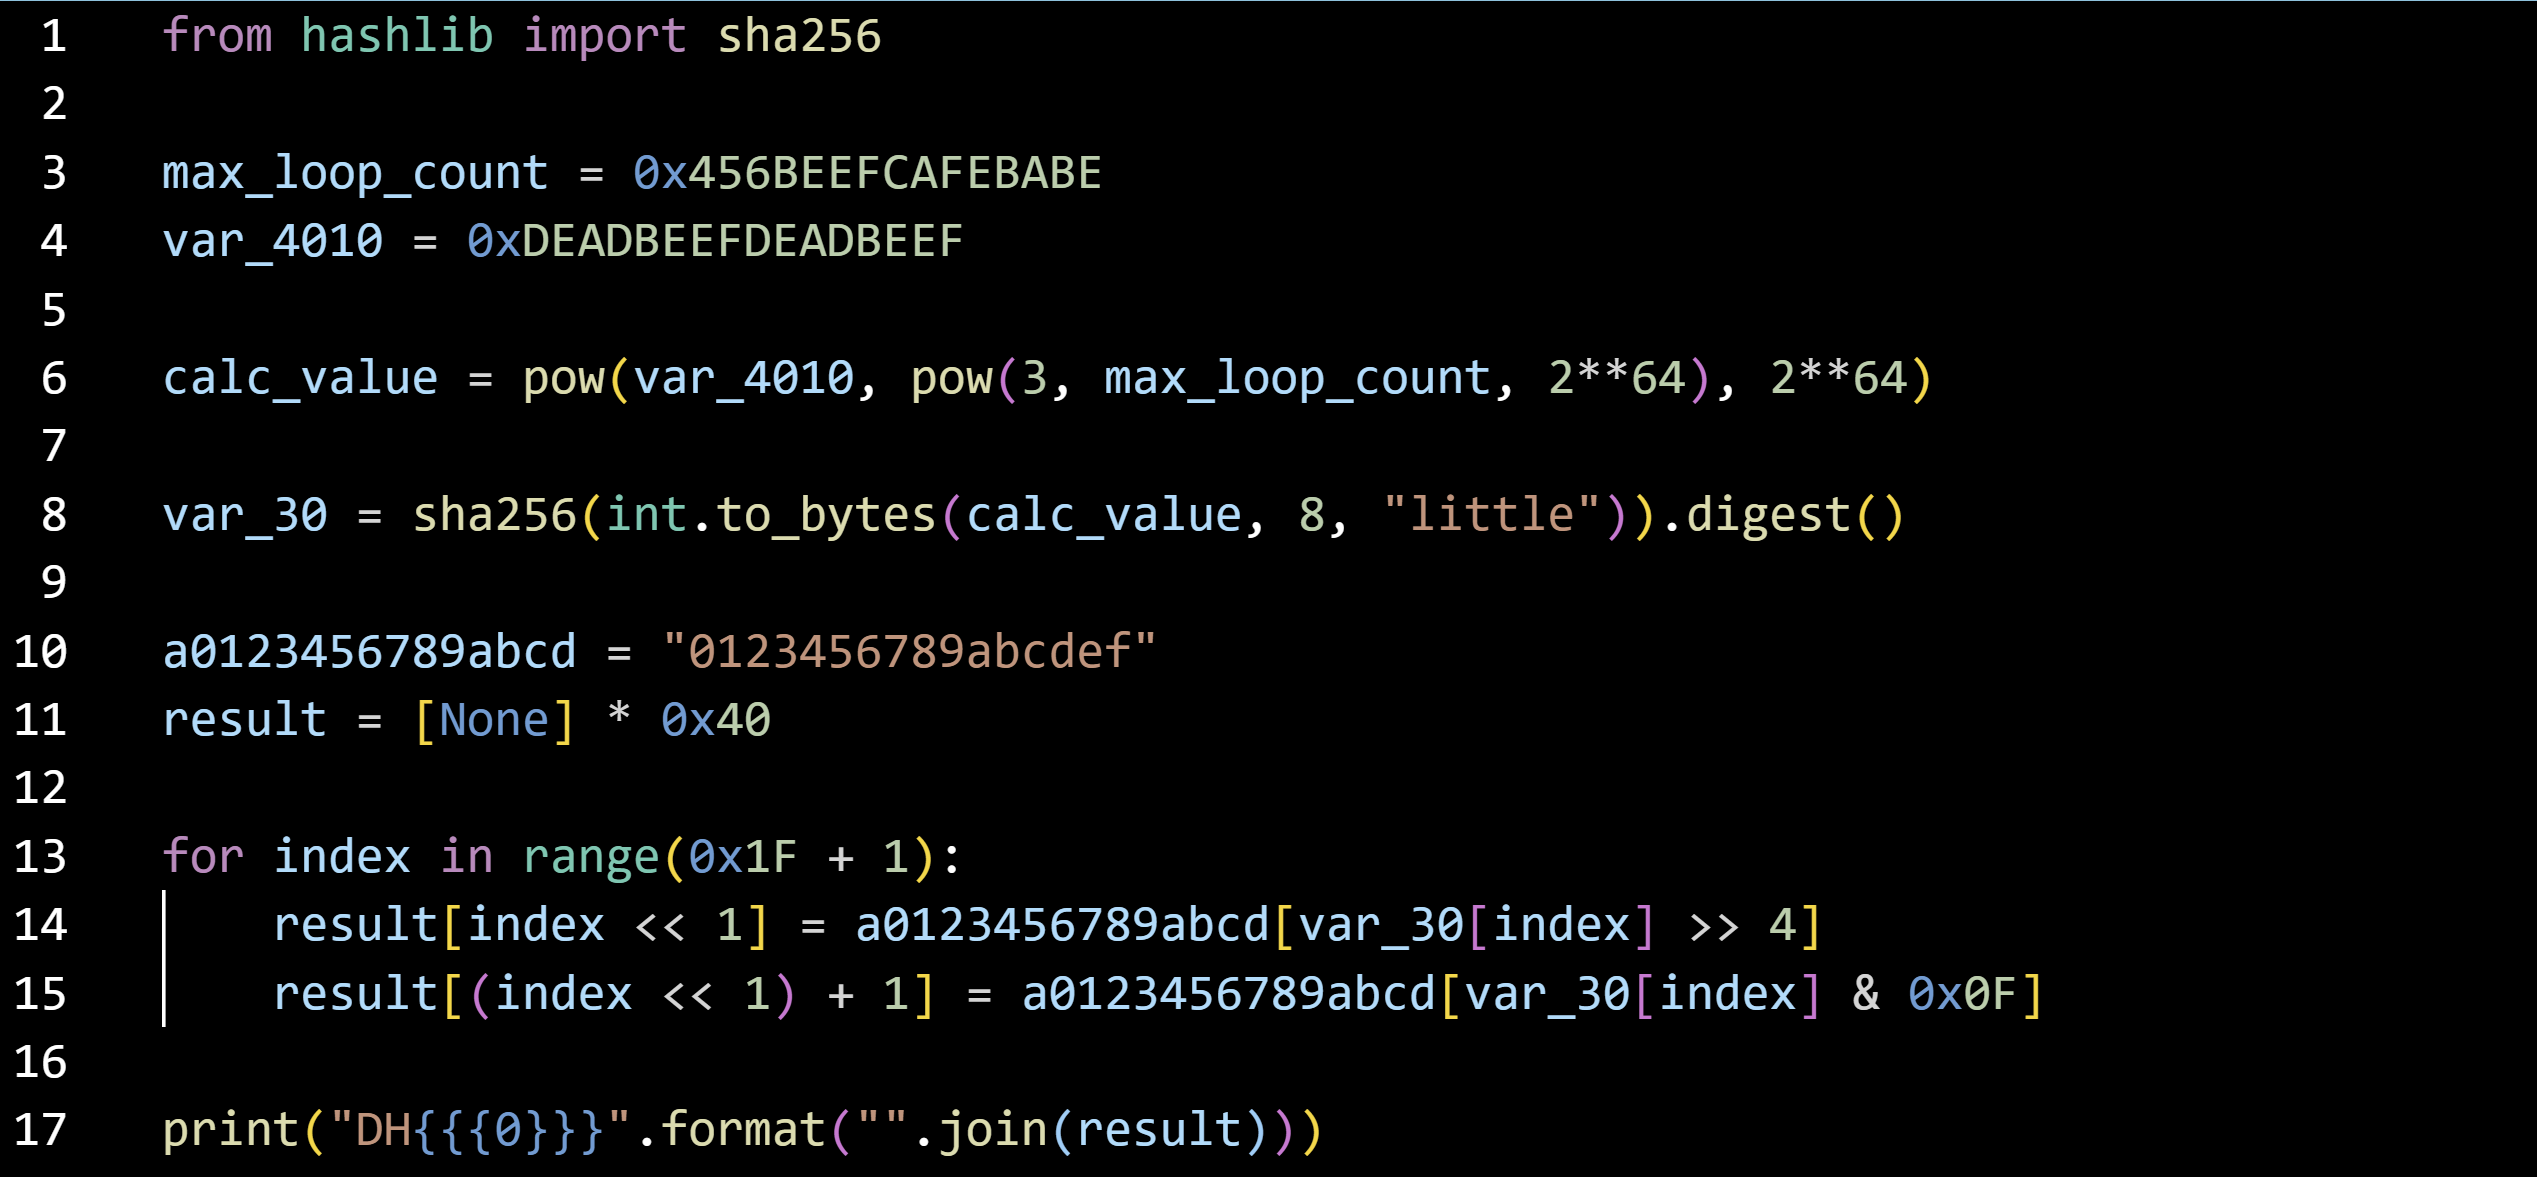 1 from hashlib import sha256
2
3 max_loop_count = 0x456BEEFCAFEBABE
4 var_4010 = 0xDEADBEEFDEADBEEF
5
6 calc_value = pow(var_4010, pow(3, max_loop_count, 2**64), 2**64)
7
8 var_30 = sha256(int.to_bytes(calc_value, 8, "little")).digest()
9
10 a0123456789abcd = "0123456789abcdef"
11 result = [None] * 0x40
12
13 for index in range(0x1F + 1):
14     result[index << 1] = a0123456789abcd[var_30[index] >> 4]
15     result[(index << 1) + 1] = a0123456789abcd[var_30[index] & 0x0F]
16
17 print("DH{{{0}}}".format("".join(result)))